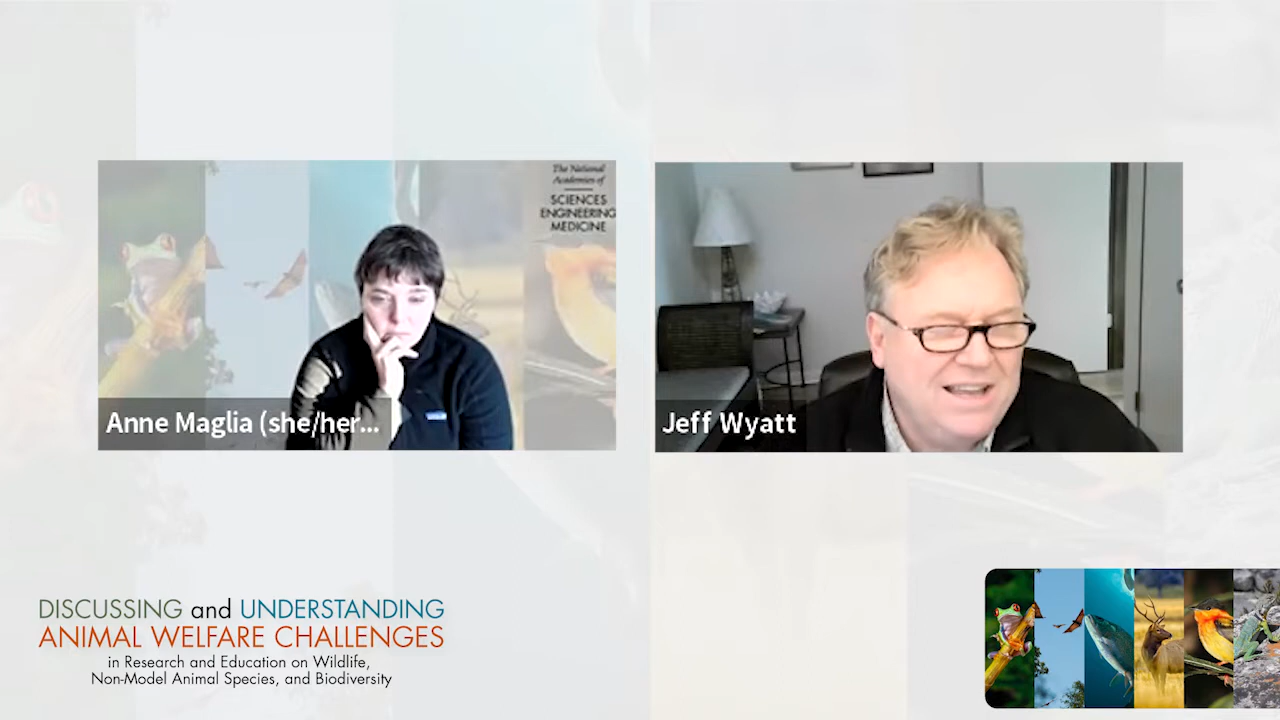 The National
Academies of
SCIENCES
ENGINEERING
MEDICINE
Anne Maglia (she/her...
Jeff Wyatt
DISCUSSING and UNDERSTANDING
ANIMAL WELFARE CHALLENGES
in Research and Education on Wildlife,
Non-Model Animal Species, and Biodiversity